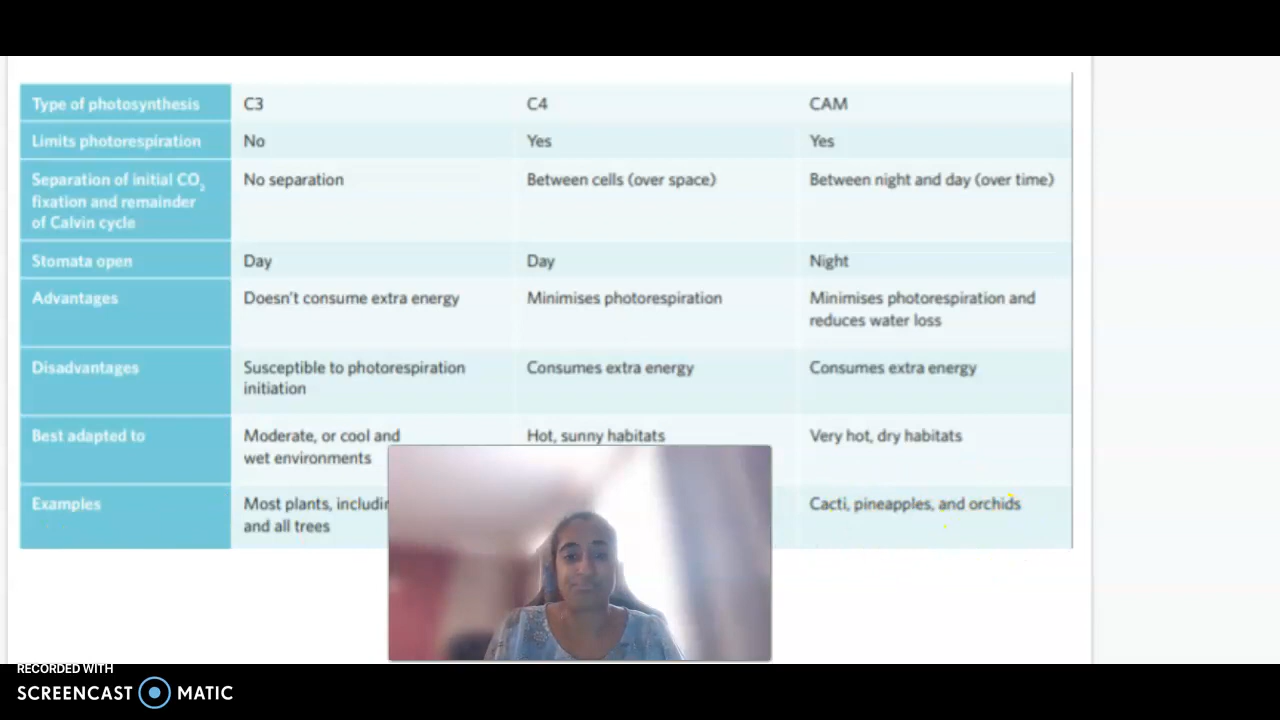 Type of photosynthesis C3 C4 CAM
Limits photorespiration No Yes Yes
Separation of initial CO₂ No separation Between cells (over space) Between night and day (over time)
fixation and remainder
of Calvin cycle
Stomata open Day Day Night
Advantages Doesn't consume extra energy Minimises photorespiration Minimises photorespiration and
reduces water loss
Disadvantages Susceptible to photorespiration Consumes extra energy Consumes extra energy
initiation
Best adapted to Moderate, or cool and Hot, sunny habitats Very hot, dry habitats
wet environments
Examples Most plants, Cacti, pineapples, and orchids
and all trees
RECORDED WITH
SCREENCAST MATIC